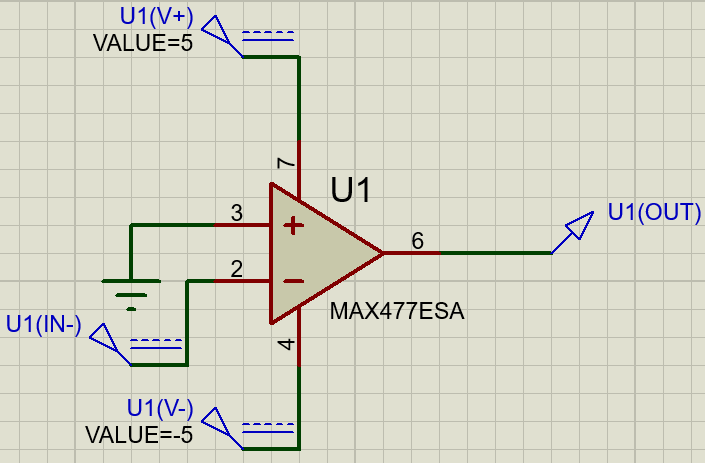 U1(V+)
VALUE=5
7
U1
3
+
U1(OUT)
6
2
−
MAX477ESA
U1(IN-)
4
U1(V-)
VALUE=-5